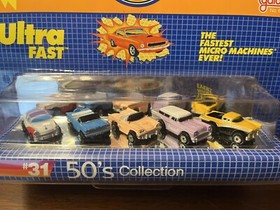 Ultra
FAST
THE
FASTEST
MICRO MACHINES
EVER!
#31
50's Collection